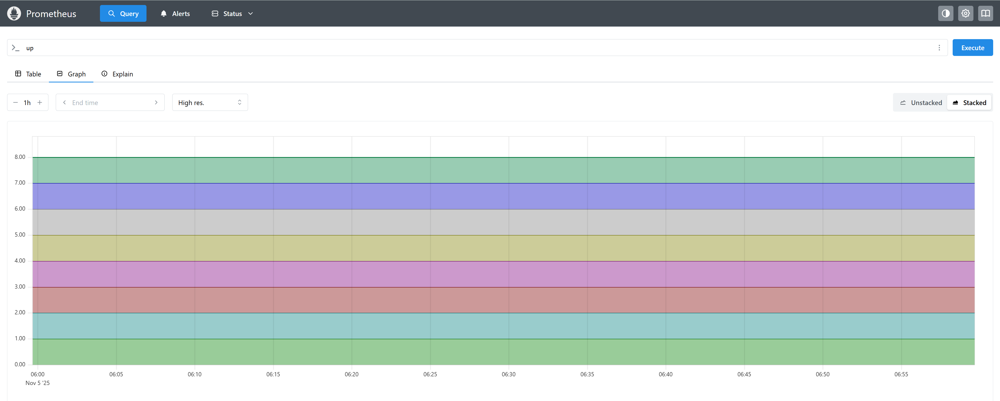 Prometheus Query Alerts Status
up Execute
Table Graph Explain
1h End time High res. Unstacked Stacked
8.00
7.00
6.00
5.00
4.00
3.00
2.00
1.00
0.00
06:00 06:05 06:10 06:15 06:20 06:25 06:30 06:35 06:40 06:45 06:50 06:55
Nov 5 '25